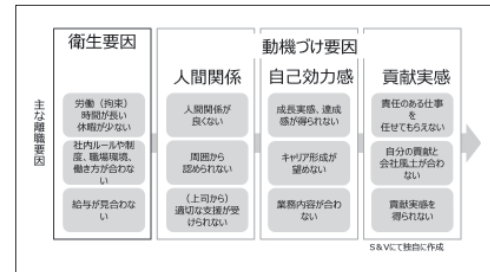 衛生要因
動機づけ要因
人間関係
自己効力感
貢献実感
主な離職要因
労働（拘束）
時間が長い
休暇が少ない
社内ルールや制
度、職場環境、
働き方が合わな
い
給与が見合わな
い
人間関係が
良くない
周囲から
認められない
（上司から）
適切な支援が受
けられない
成長実感、達成
感が得られない
キャリア形成が
望めない
業務内容が合わ
ない
責任のある仕事
を
任せてもらえない
自分の貢献と
会社風土が合わ
ない
貢献実感を
得られない
S&Vにて独自に作成